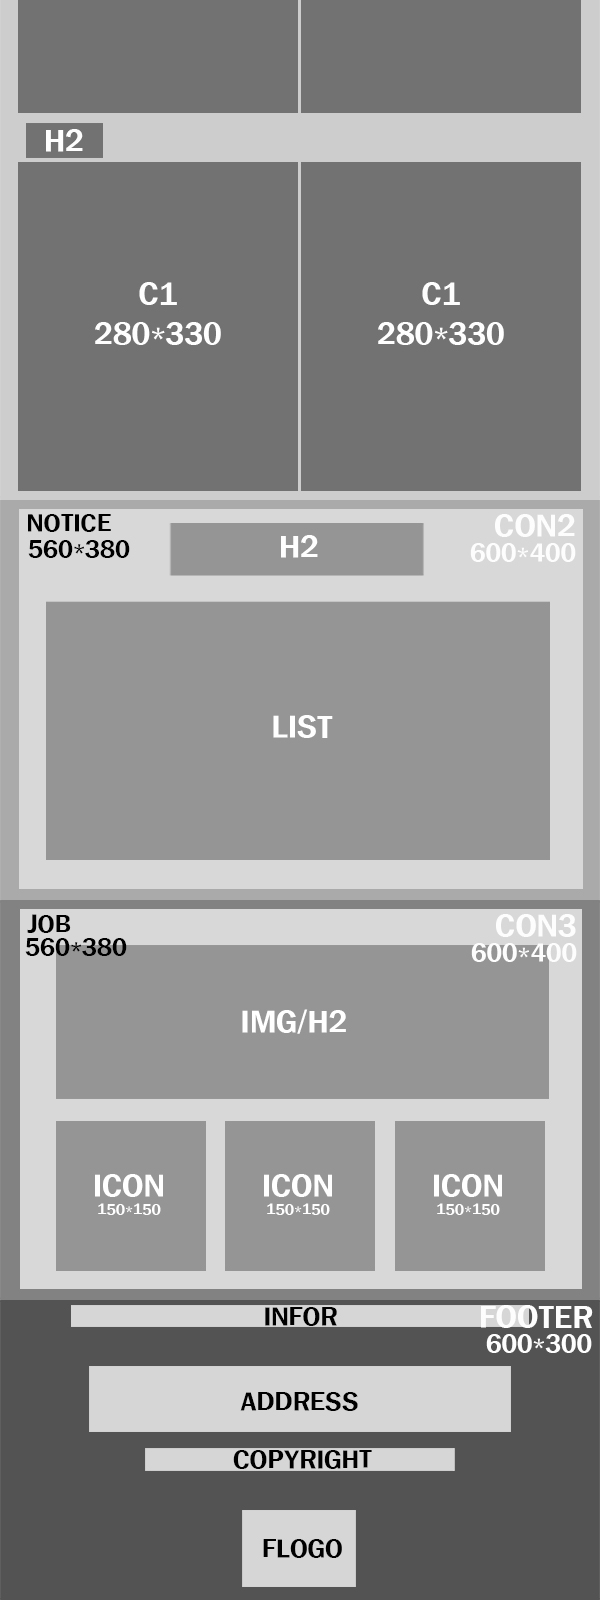 H2
C1
280*330
C1
280*330
NOTICE
560*380
H2
CON2
600*400
LIST
JOB
560*380
CON3
600*400
IMG/H2
ICON
150*150
ICON
150*150
ICON
150*150
INFOR
FOOTER
600*300
ADDRESS
COPYRIGHT
FLOGO